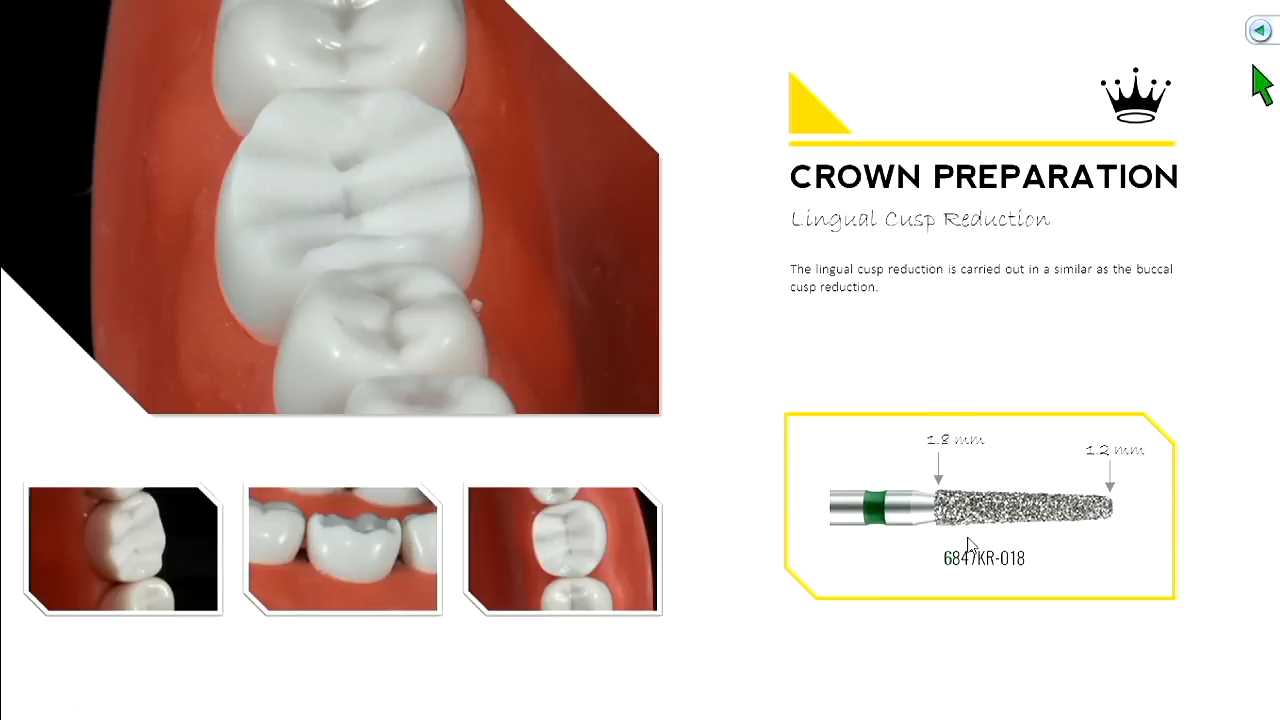 CROWN PREPARATION
Lingual Cusp Reduction
The lingual cusp reduction is carried out in a similar as the buccal
cusp reduction.
1.8 mm
1.2 mm
6847KR-018